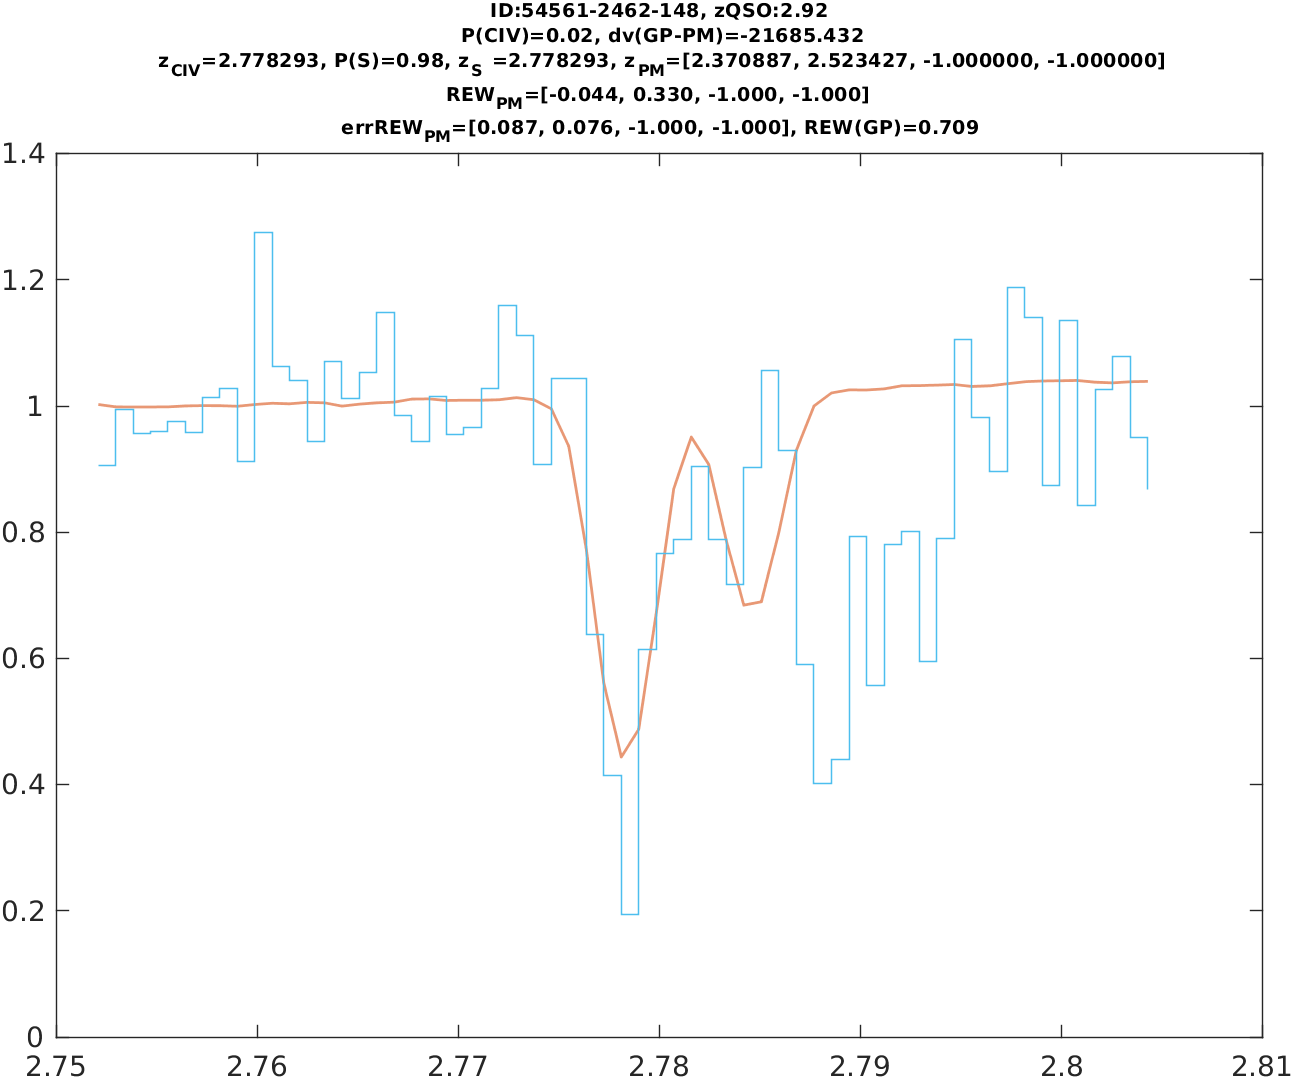 ID:54561-2462-148, zQSO:2.92
P(CIV)=0.02, dv(GP-PM)=-21685.432
zCIV=2.778293, P(S)=0.98, zS =2.778293, zPM=[2.370887, 2.523427, -1.000000, -1.000000]
REWPM=[-0.044, 0.330, -1.000, -1.000]
errREWPM=[0.087, 0.076, -1.000, -1.000], REW(GP)=0.709
1.4
1.2
1
0.8
0.6
0.4
0.2
0
2.75 2.76 2.77 2.78 2.79 2.8 2.81